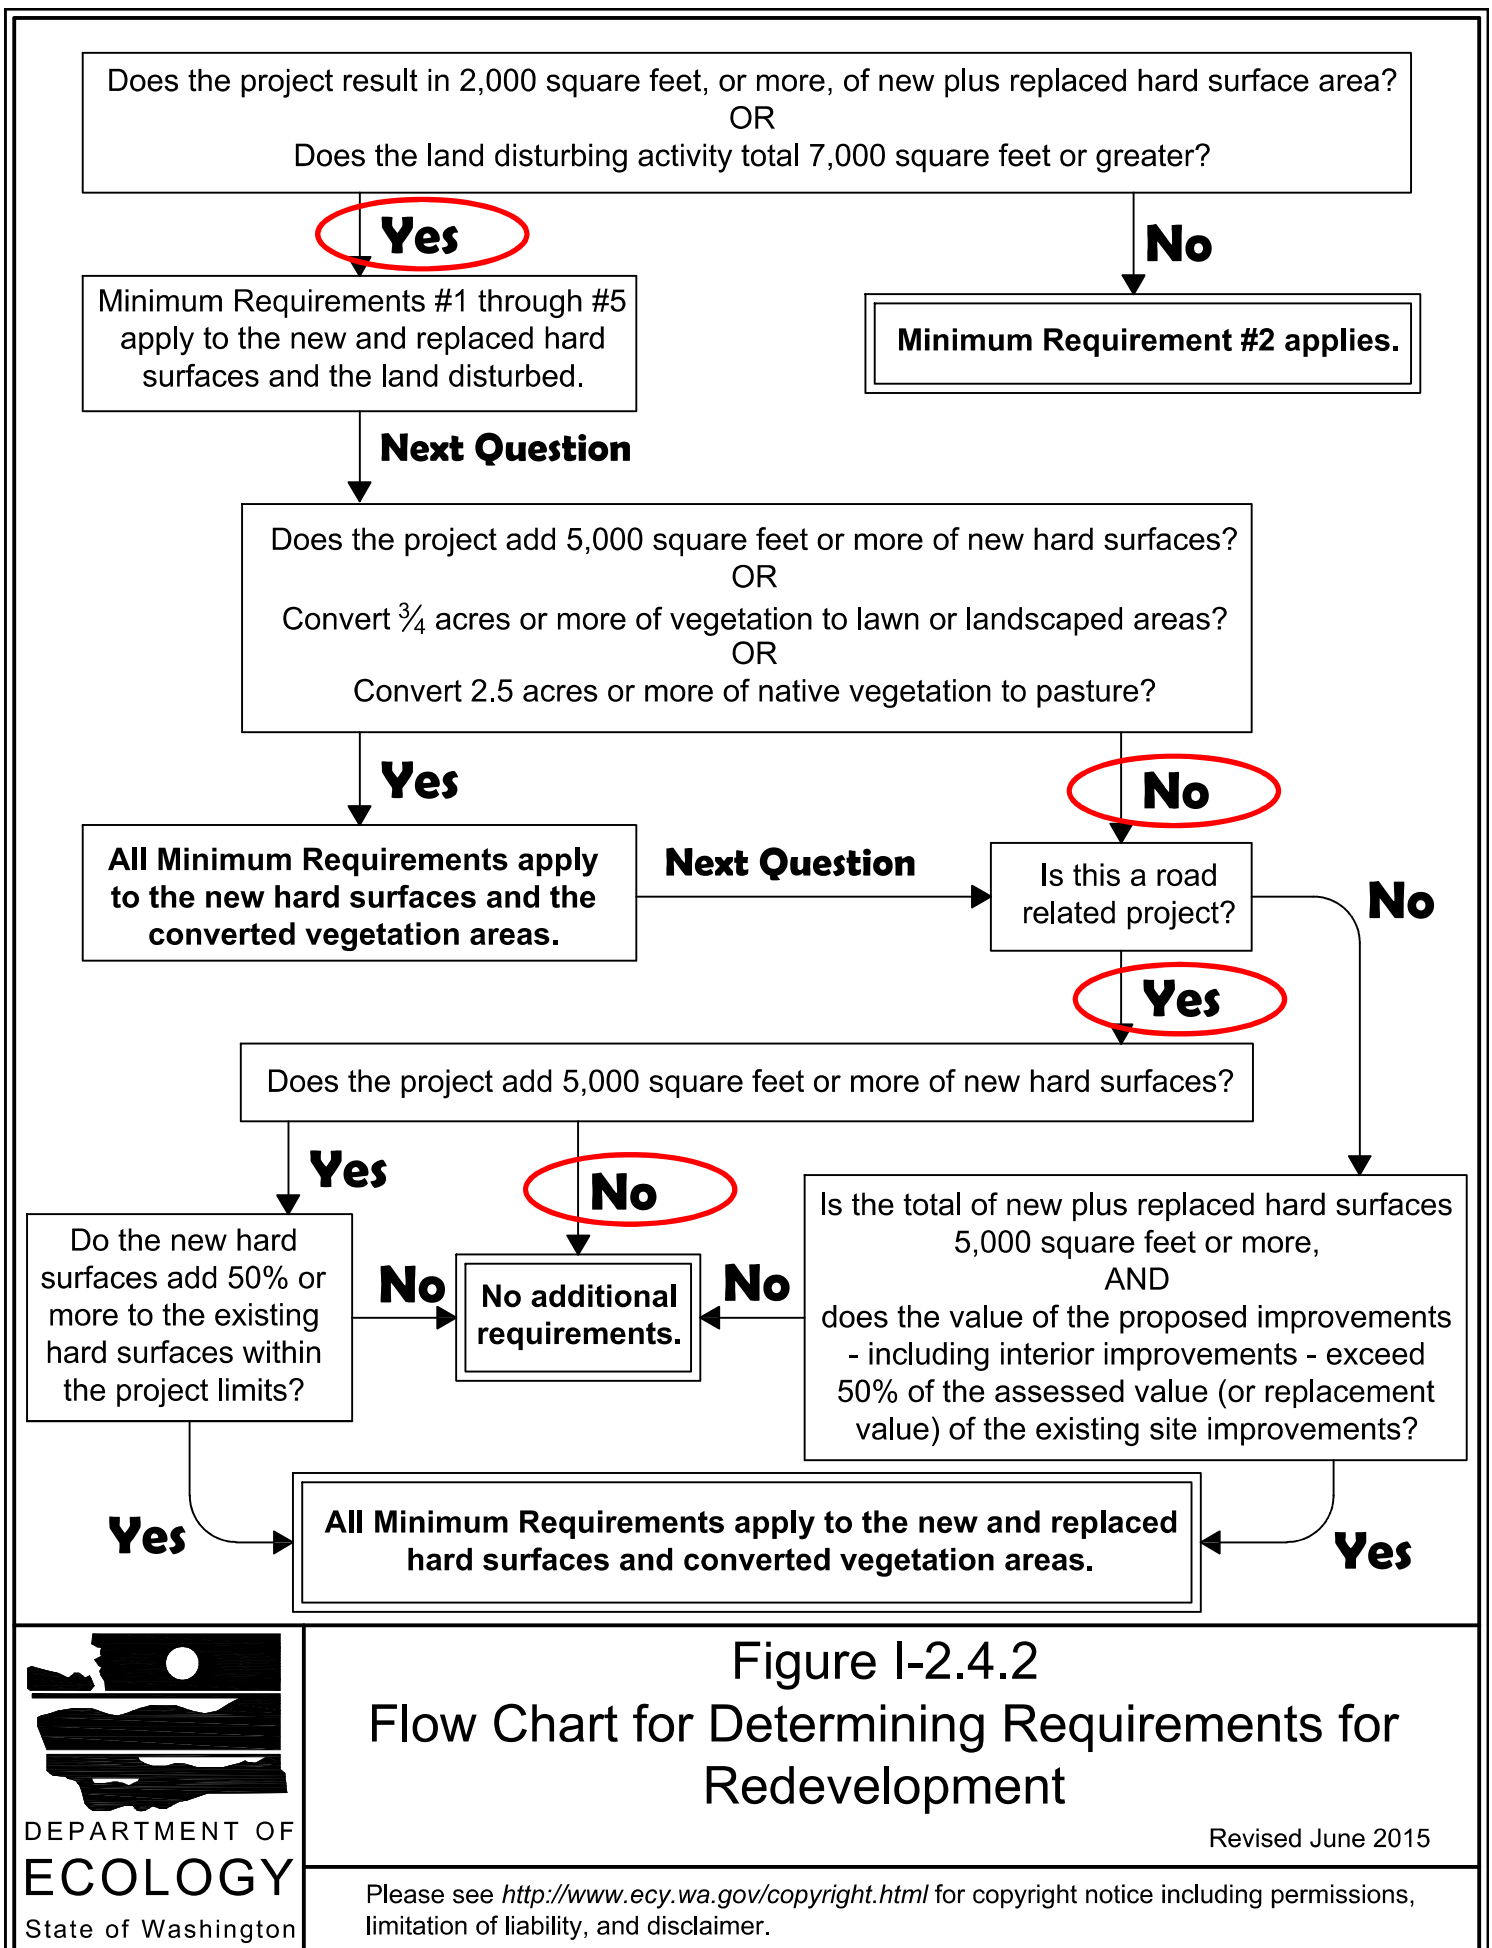 Does the project result in 2,000 square feet, or more, of new plus replaced hard surface area?
OR
Does the land disturbing activity total 7,000 square feet or greater?
Yes
No
Minimum Requirements #1 through #5
apply to the new and replaced hard
surfaces and the land disturbed.
Minimum Requirement #2 applies.
Next Question
Does the project add 5,000 square feet or more of new hard surfaces?
OR
Convert ¾ acres or more of vegetation to lawn or landscaped areas?
OR
Convert 2.5 acres or more of native vegetation to pasture?
Yes
No
All Minimum Requirements apply
to the new hard surfaces and the
converted vegetation areas.
Next Question
Is this a road
related project?
No
Yes
Does the project add 5,000 square feet or more of new hard surfaces?
Yes
No
Do the new hard
surfaces add 50% or
more to the existing
hard surfaces within
the project limits?
No
No additional
requirements.
No
Is the total of new plus replaced hard surfaces
5,000 square feet or more,
AND
does the value of the proposed improvements
- including interior improvements - exceed
50% of the assessed value (or replacement
value) of the existing site improvements?
Yes
All Minimum Requirements apply to the new and replaced
hard surfaces and converted vegetation areas.
Yes
DEPARTMENT OF
ECOLOGY
State of Washington
Figure I-2.4.2
Flow Chart for Determining Requirements for
Redevelopment
Revised June 2015
Please see http://www.ecy.wa.gov/copyright.html for copyright notice including permissions,
limitation of liability, and disclaimer.